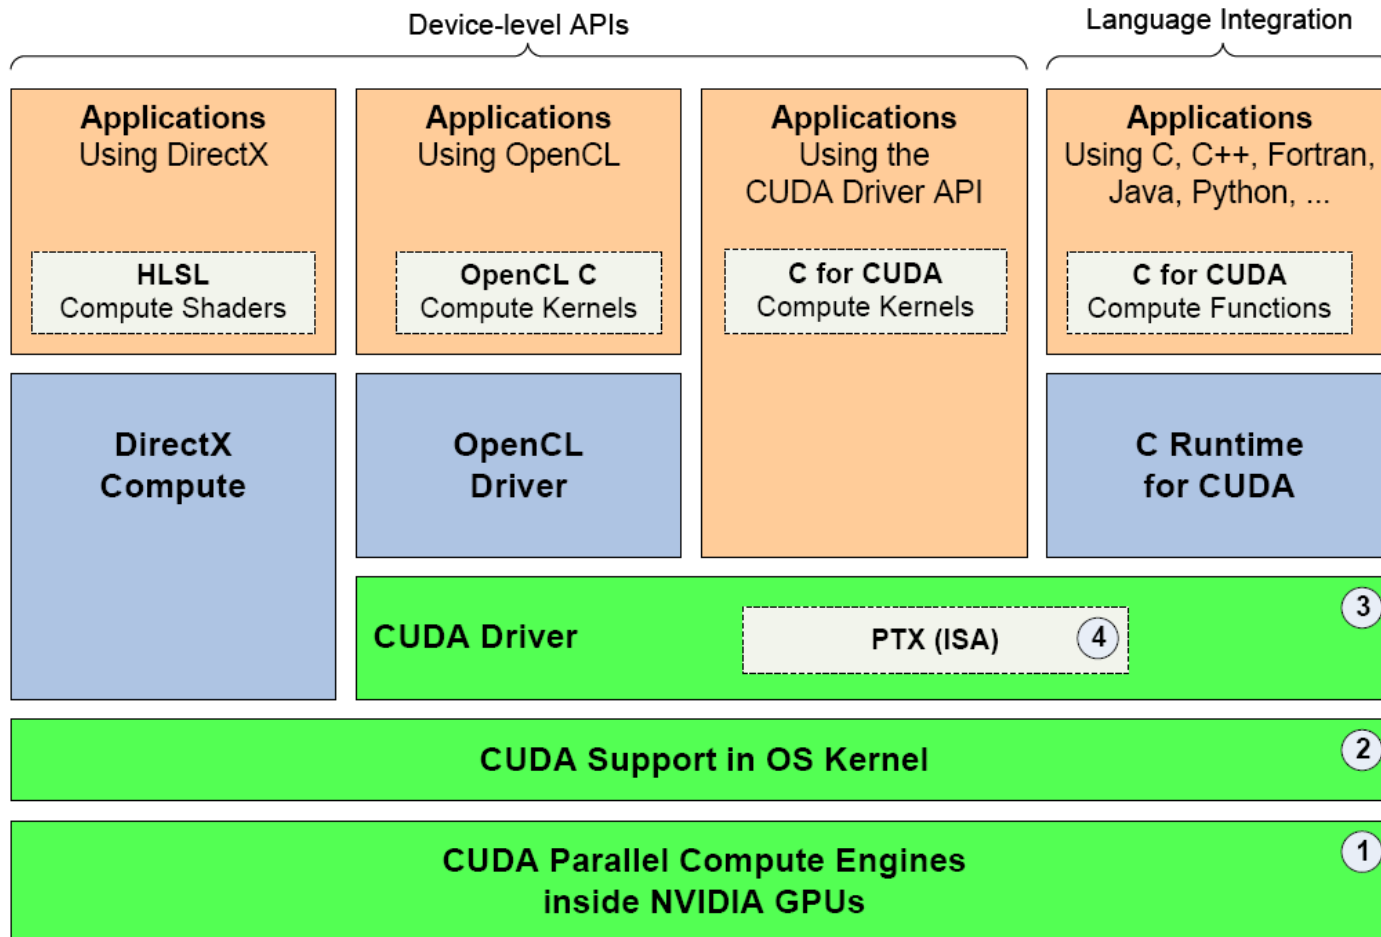 Device-level APIs
Language Integration
Applications
Using DirectX
HLSL
Compute Shaders
Applications
Using OpenCL
OpenCL C
Compute Kernels
Applications
Using the
CUDA Driver API
C for CUDA
Compute Kernels
Applications
Using C, C++, Fortran,
Java, Python, ...
C for CUDA
Compute Functions
DirectX
Compute
OpenCL
Driver
C Runtime
for CUDA
3
CUDA Driver
PTX (ISA)
4
CUDA Support in OS Kernel
2
CUDA Parallel Compute Engines
inside NVIDIA GPUs
1